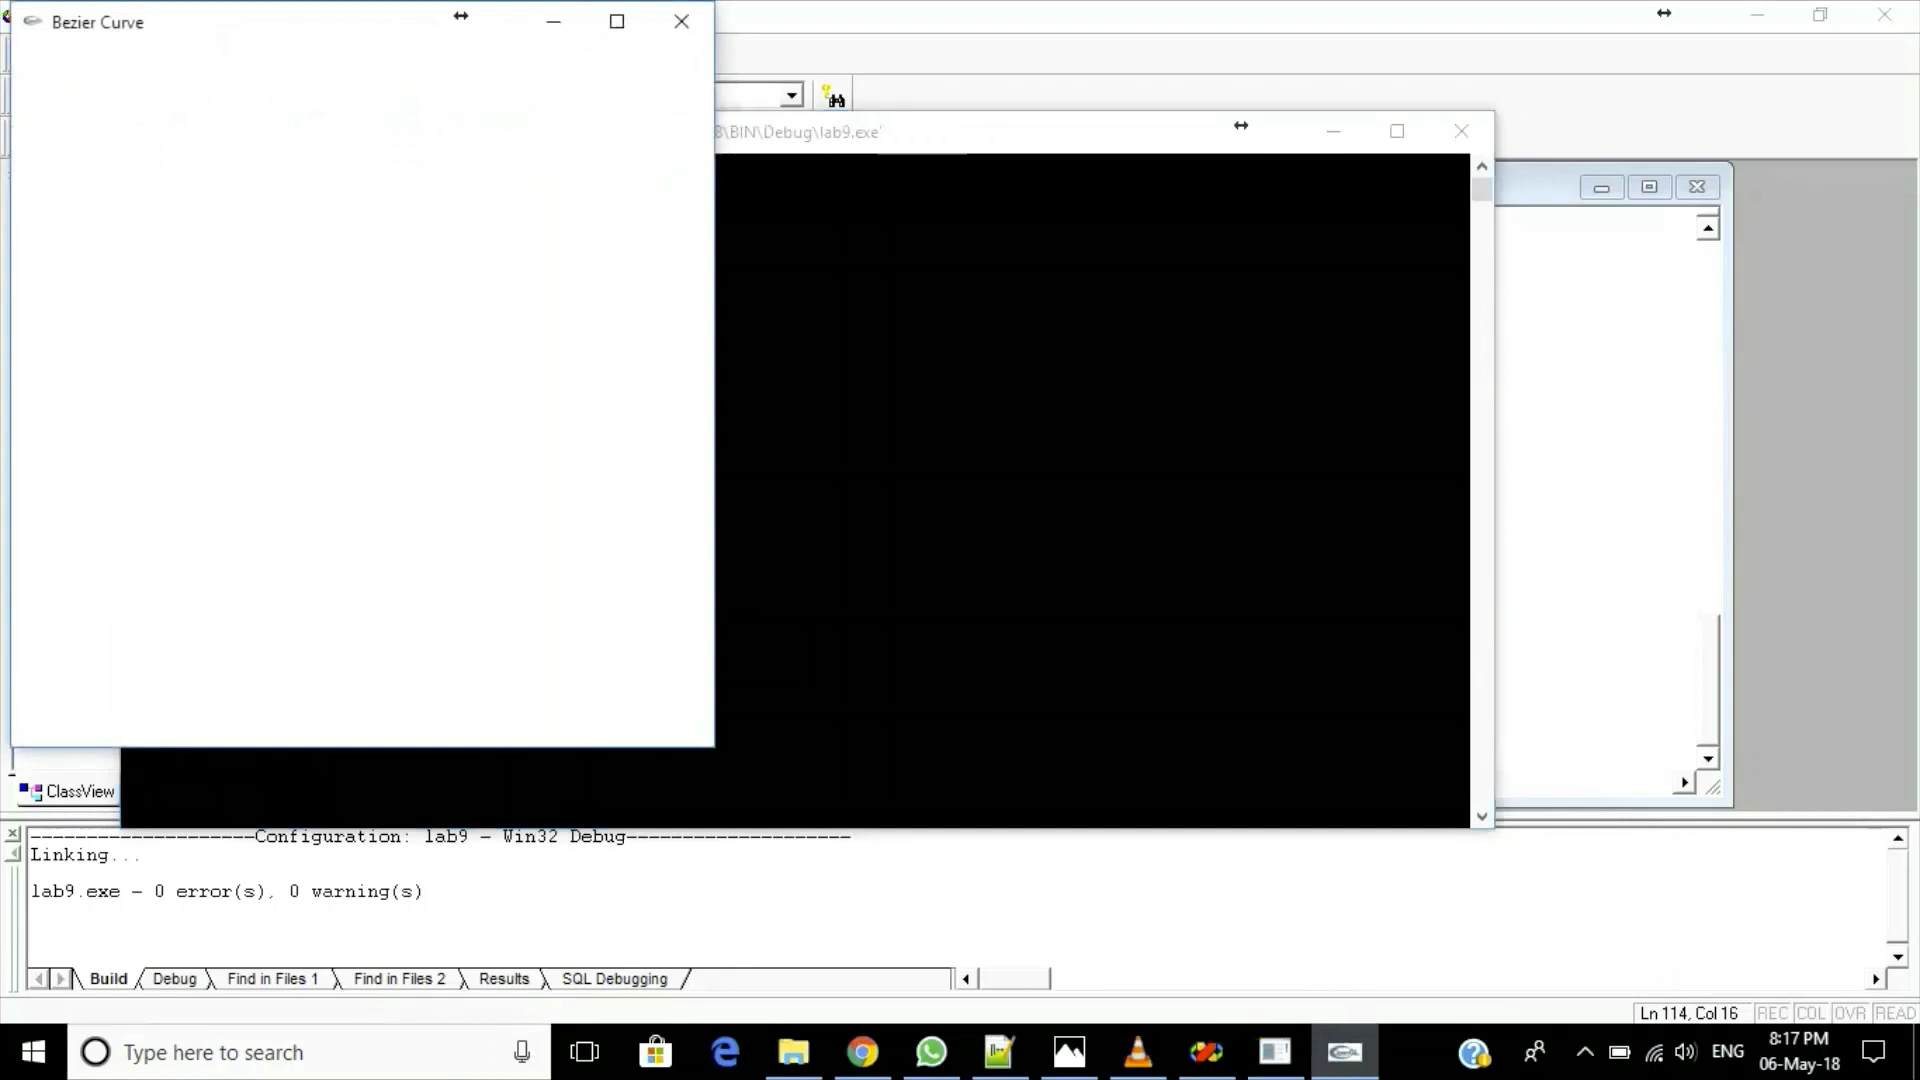 Bezier Curve
8\BIN\Debug\lab9.exe'
ClassView
--------------------Configuration: lab9 - Win32 Debug--------------------
Linking...
lab9.exe - 0 error(s), 0 warning(s)
Build Debug Find in Files 1 Find in Files 2 Results SQL Debugging
Ln 114, Col 16 REC COL OVR READ
Type here to search
ENG
8:17 PM
06-May-18